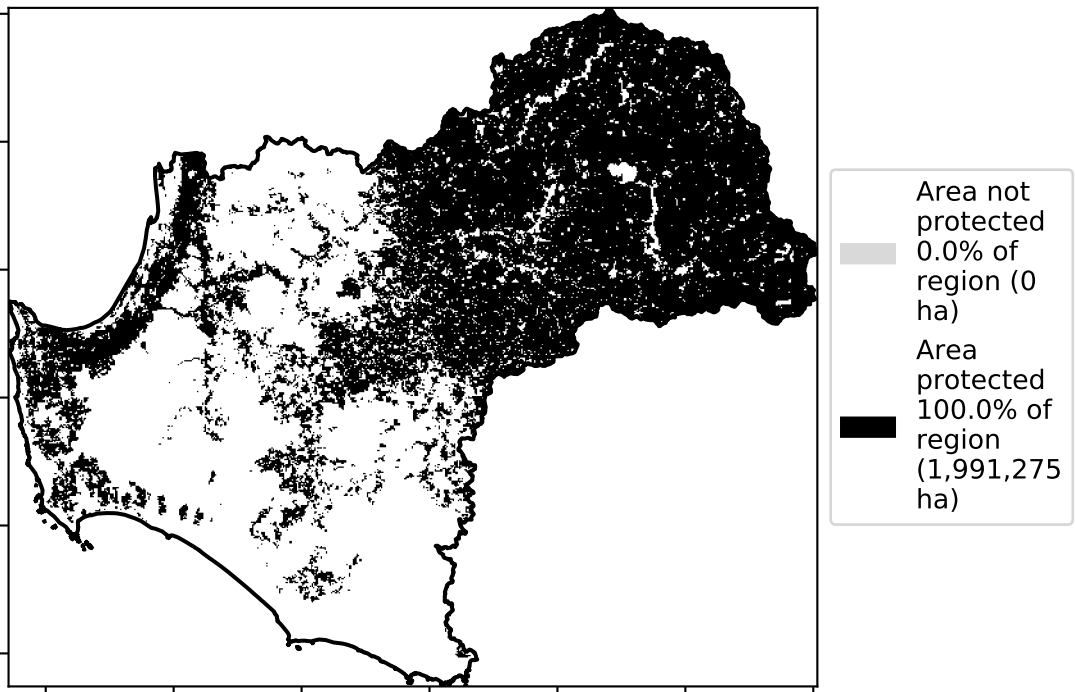 Area not
protected
0.0% of
region (0
ha)
Area
protected
100.0% of
region
(1,991,275
ha)